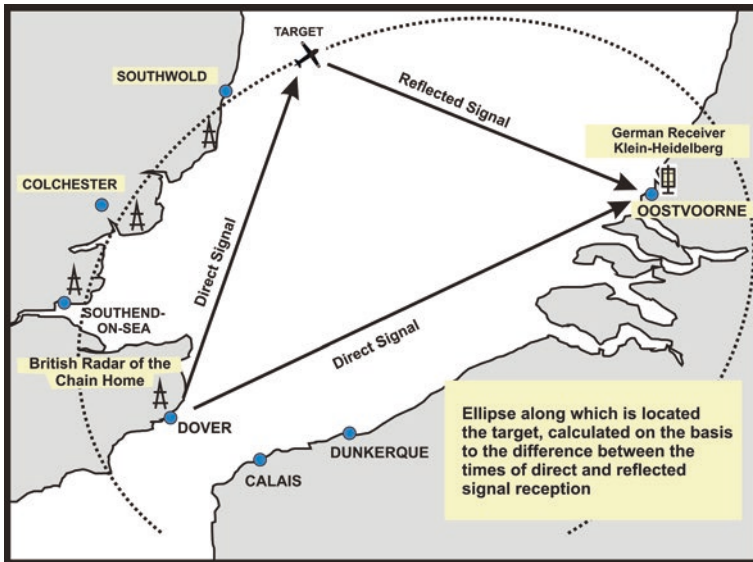 TARGET
SOUTHWOLD
Reflected Signal
German Receiver
Klein-Heidelberg
COLCHESTER
OOSTVOORNE
Direct Signal
SOUTHEND-
ON-SEA
Direct Signal
British Radar of the
Chain Home
DOVER
DUNKERQUE
CALAIS
Ellipse along which is located
the target, calculated on the basis
to the difference between the
times of direct and reflected
signal reception